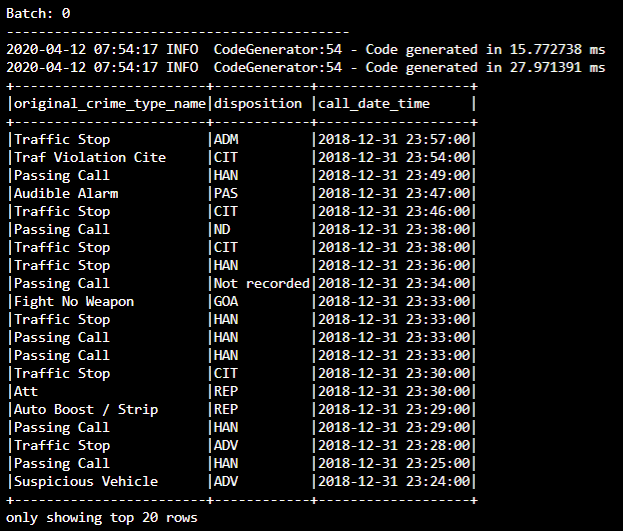 Batch: 0
-------------------------------------------
2020-04-12 07:54:17 INFO  CodeGenerator:54 - Code generated in 15.772738 ms
2020-04-12 07:54:17 INFO  CodeGenerator:54 - Code generated in 27.971391 ms
+------------------------+------------+-------------------+
|original_crime_type_name|disposition |call_date_time     |
+------------------------+------------+-------------------+
|Traffic Stop            |ADM         |2018-12-31 23:57:00|
|Traf Violation Cite     |CIT         |2018-12-31 23:54:00|
|Passing Call            |HAN         |2018-12-31 23:49:00|
|Audible Alarm           |PAS         |2018-12-31 23:47:00|
|Traffic Stop            |CIT         |2018-12-31 23:46:00|
|Passing Call            |ND          |2018-12-31 23:38:00|
|Traffic Stop            |CIT         |2018-12-31 23:38:00|
|Traffic Stop            |HAN         |2018-12-31 23:36:00|
|Passing Call            |Not recorded|2018-12-31 23:34:00|
|Fight No Weapon         |GOA         |2018-12-31 23:33:00|
|Traffic Stop            |HAN         |2018-12-31 23:33:00|
|Passing Call            |HAN         |2018-12-31 23:33:00|
|Passing Call            |HAN         |2018-12-31 23:33:00|
|Traffic Stop            |CIT         |2018-12-31 23:30:00|
|Att                     |REP         |2018-12-31 23:30:00|
|Auto Boost / Strip      |REP         |2018-12-31 23:29:00|
|Passing Call            |HAN         |2018-12-31 23:29:00|
|Traffic Stop            |ADV         |2018-12-31 23:28:00|
|Passing Call            |HAN         |2018-12-31 23:25:00|
|Suspicious Vehicle      |ADV         |2018-12-31 23:24:00|
+------------------------+------------+-------------------+
only showing top 20 rows